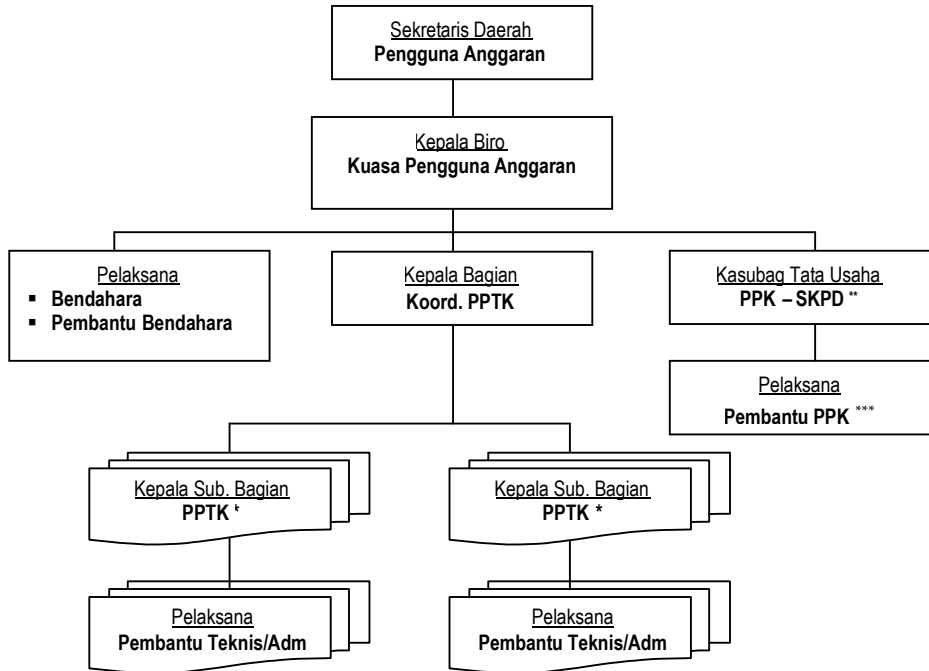 Sekretaris Daerah
Pengguna Anggaran
Kepala Biro
Kuasa Pengguna Anggaran
Pelaksana
▪ Bendahara
▪ Pembantu Bendahara
Kepala Bagian
Koord. PPTK
Kasubag Tata Usaha
PPK – SKPD **
Pelaksana
Pembantu PPK ***
Kepala Sub. Bagian
PPTK *
Kepala Sub. Bagian
PPTK *
Pelaksana
Pembantu Teknis/Adm
Pelaksana
Pembantu Teknis/Adm